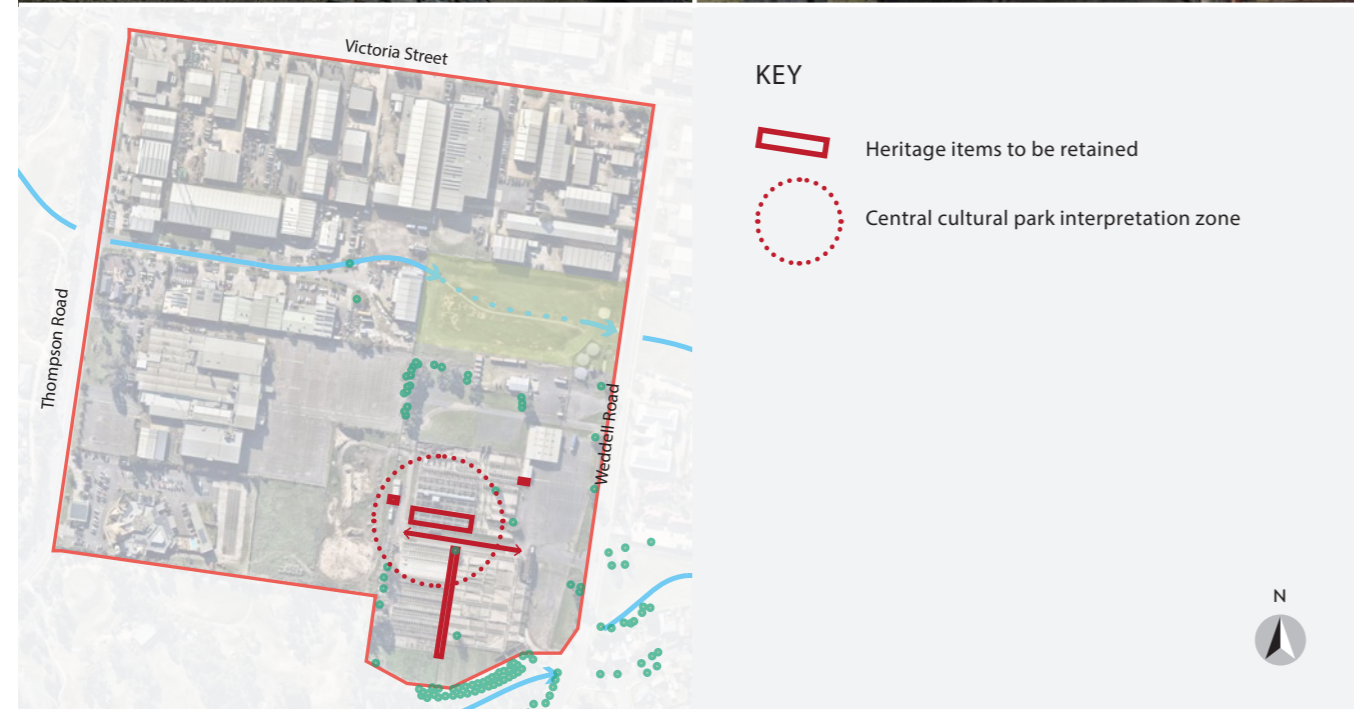 Victoria Street
Thompson Road
Weddell Road
KEY
Heritage items to be retained
Central cultural park interpretation zone
N